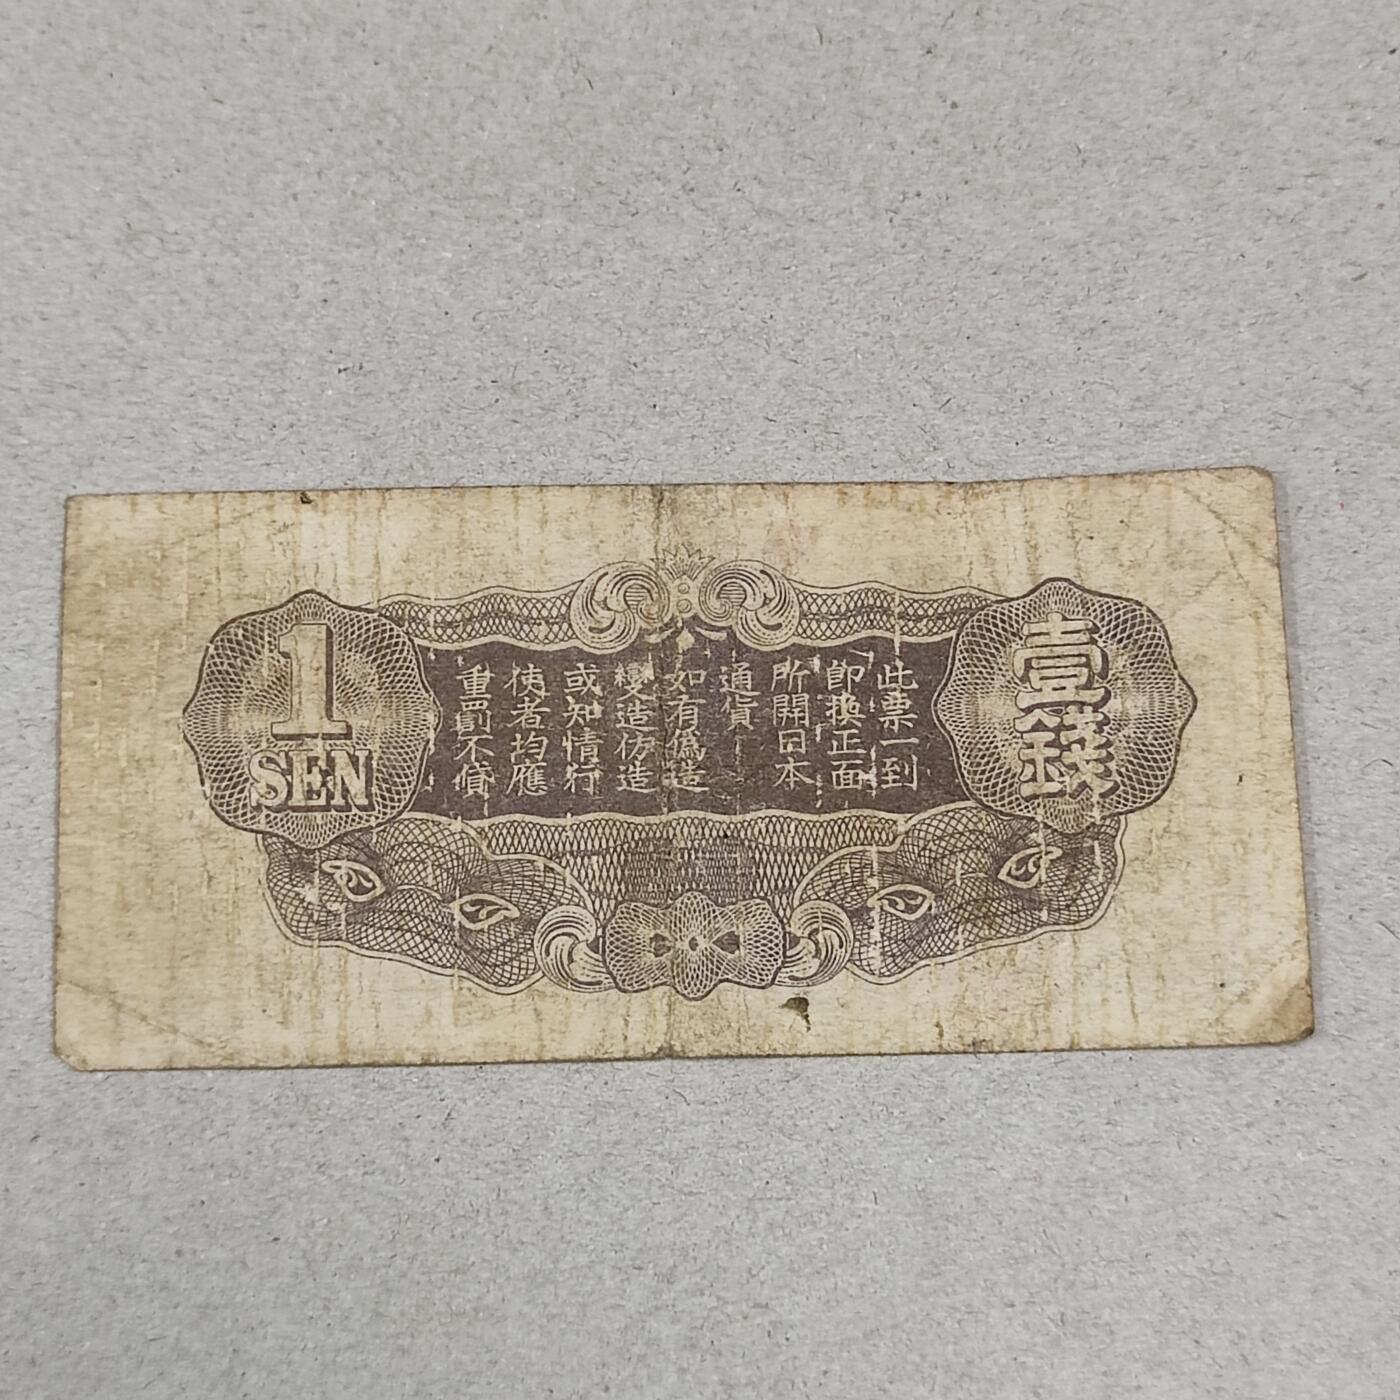 1
SEN
壹錢
此票一到
即換正面
所開日本
通貨
如有僞造
變造仿造
或知情行
使者均應
重罰不貸